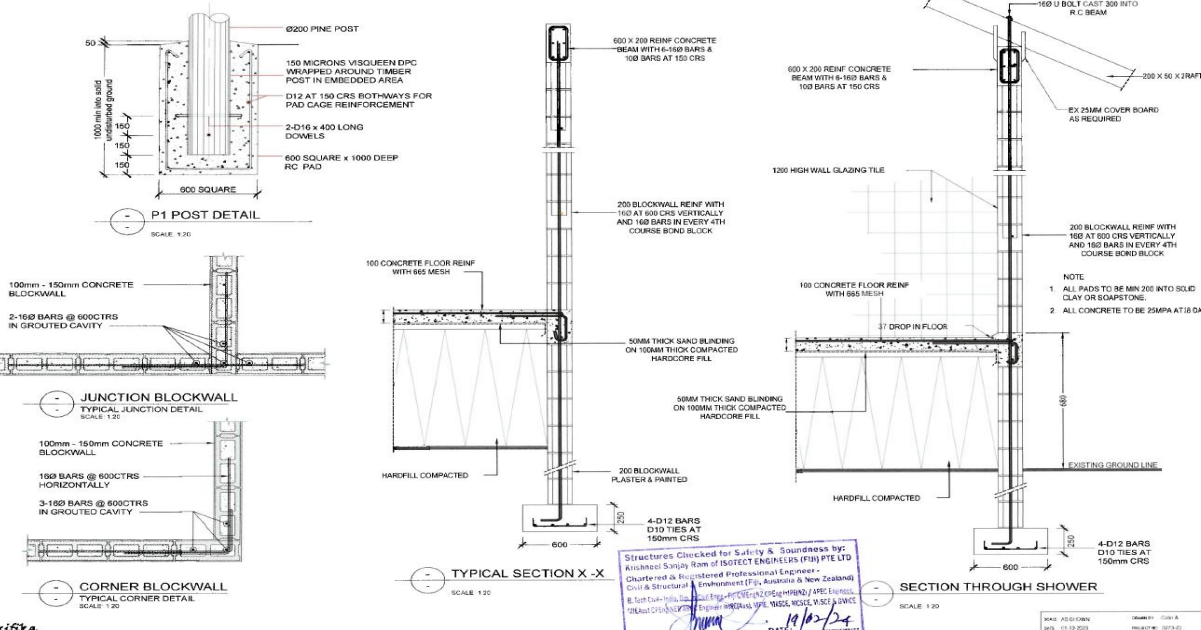 Ø200 PINE POST
50
150 MICRONS VISQUEEN DPC
WRAPPED AROUND TIMBER
POST IN EMBEDDED AREA
D12 AT 150 CRS BOTHWAYS FOR
PAD CAGE REINFORCEMENT
1000 min into solid
undisturbed ground
150
150
150
2-D16 x 400 LONG
DOWELS
600 SQUARE x 1000 DEEP
RC PAD
600 SQUARE
P1 POST DETAIL
SCALE 1:20
100mm - 150mm CONCRETE
BLOCKWALL
2-16Ø BARS @ 600CTRS
IN GROUTED CAVITY
JUNCTION BLOCKWALL
TYPICAL JUNCTION DETAIL
SCALE 1:20
100mm - 150mm CONCRETE
BLOCKWALL
16Ø BARS @ 600CTRS
HORIZONTALLY
3-16Ø BARS @ 600CTRS
IN GROUTED CAVITY
CORNER BLOCKWALL
TYPICAL CORNER DETAIL
SCALE 1:20
600 X 200 REINF CONCRETE
BEAM WITH 6-16Ø BARS &
10Ø BARS AT 150 CRS
200 BLOCKWALL REINF WITH
16Ø AT 600 CRS VERTICALLY
AND 16Ø BARS IN EVERY 4TH
COURSE BOND BLOCK
100 CONCRETE FLOOR REINF
WITH 665 MESH
50MM THICK SAND BLINDING
ON 100MM THICK COMPACTED
HARDCORE FILL
HARDFILL COMPACTED
200 BLOCKWALL
PLASTER & PAINTED
250
4-D12 BARS
D10 TIES AT
150mm CRS
600
TYPICAL SECTION X -X
SCALE 1:20
16Ø U BOLT CAST 300 INTO
R.C BEAM
600 X 200 REINF CONCRETE
BEAM WITH 6-16Ø BARS &
10Ø BARS AT 150 CRS
200 X 50 X 2RAFT
EX 25MM COVER BOARD
AS REQUIRED
1200 HIGH WALL GLAZING TILE
200 BLOCKWALL REINF WITH
16Ø AT 600 CRS VERTICALLY
AND 16Ø BARS IN EVERY 4TH
COURSE BOND BLOCK
NOTE
1. ALL PADS TO BE MIN 200 INTO SOLID
CLAY OR SOAPSTONE.
2. ALL CONCRETE TO BE 25MPA AT
100 CONCRETE FLOOR REINF
WITH 665 MESH
37 DROP IN FLOOR
50MM THICK SAND BLINDING
ON 100MM THICK COMPACTED
HARDCORE FILL
680
EXISTING GROUND LINE
HARDFILL COMPACTED
250
4-D12 BARS
D10 TIES AT
150mm CRS
600
SECTION THROUGH SHOWER
SCALE 1:20
Structures Checked for Safety & Soundness by:
Krishneel Sanjay Ram of ISOTECT ENGINEERS (FIJI) PTE LTD
Chartered & Registered Professional Engineer -
Civil & Structural & Environment (Fiji, Australia & New Zealand)
19/02/24